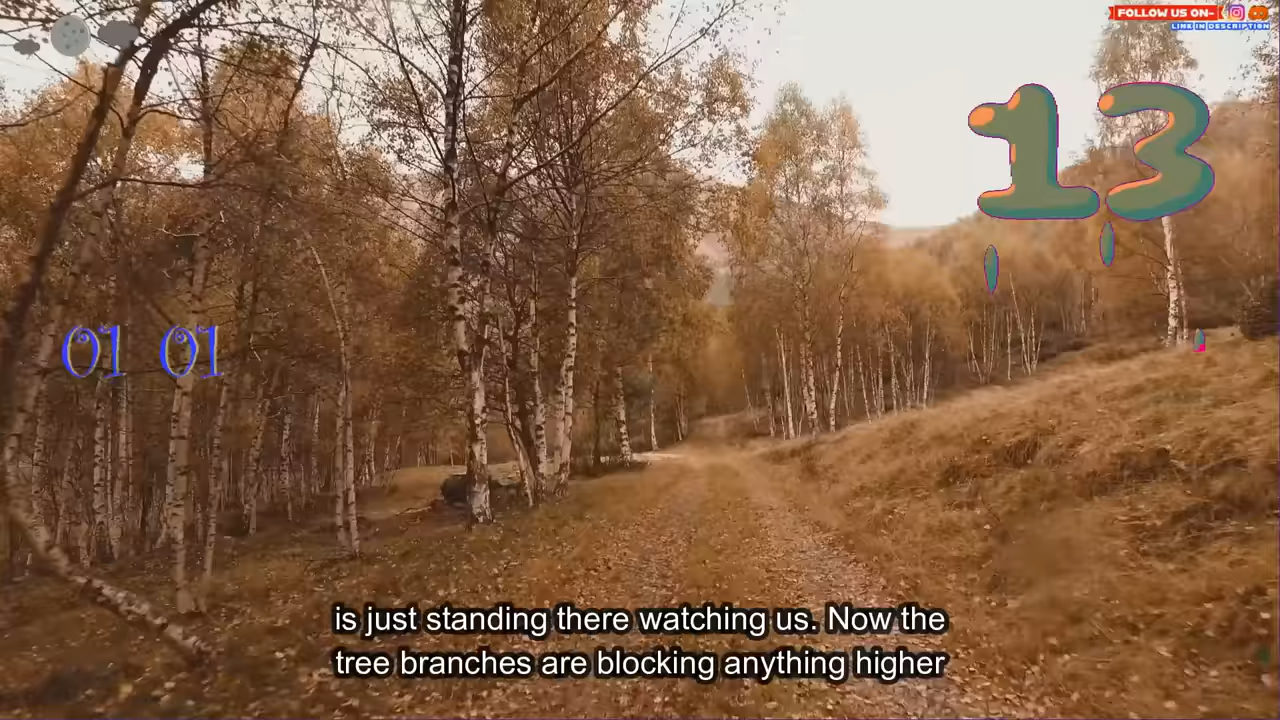 FOLLOW US ON-
LINK IN DESCRIPTION
13
01 01
is just standing there watching us. Now the
tree branches are blocking anything higher